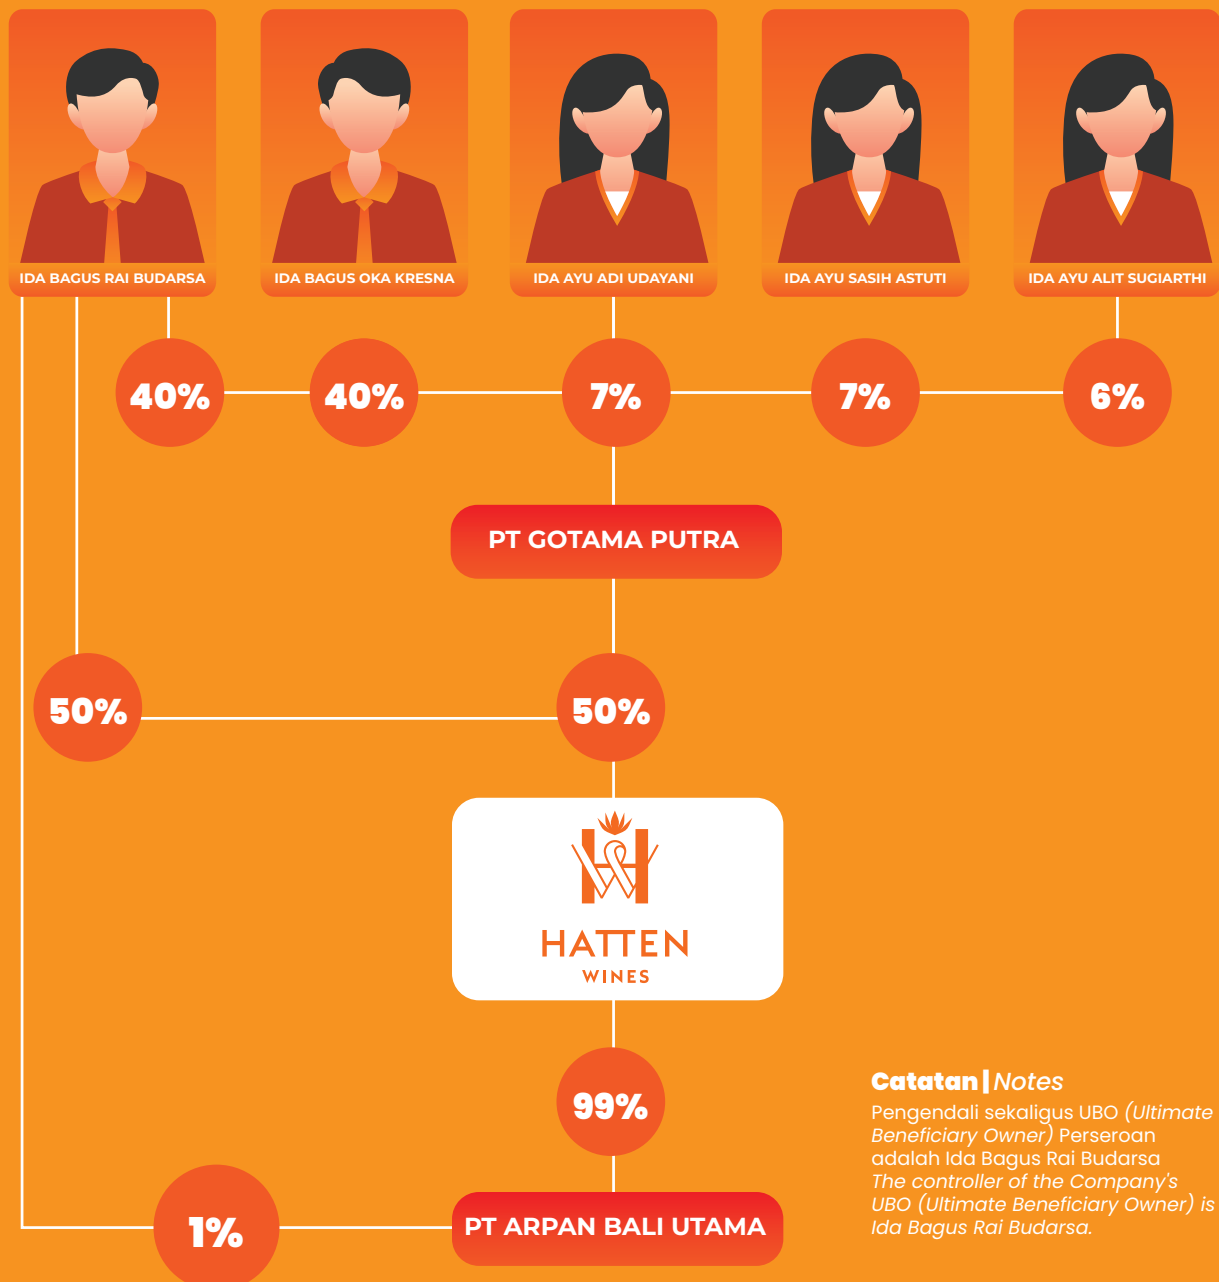 IDA BAGUS RAI BUDARSA
IDA BAGUS OKA KRESNA
IDA AYU ADI UDAYANI
IDA AYU SASIH ASTUTI
IDA AYU ALIT SUGIARTHI
40%
40%
7%
7%
6%
PT GOTAMA PUTRA
50%
50%
HATTEN
WINES
99%
1%
PT ARPAN BALI UTAMA
Catatan | Notes
Pengendali sekaligus UBO (Ultimate
Beneficiary Owner) Perseroan
adalah Ida Bagus Rai Budarsa
The controller of the Company's
UBO (Ultimate Beneficiary Owner) is
Ida Bagus Rai Budarsa.